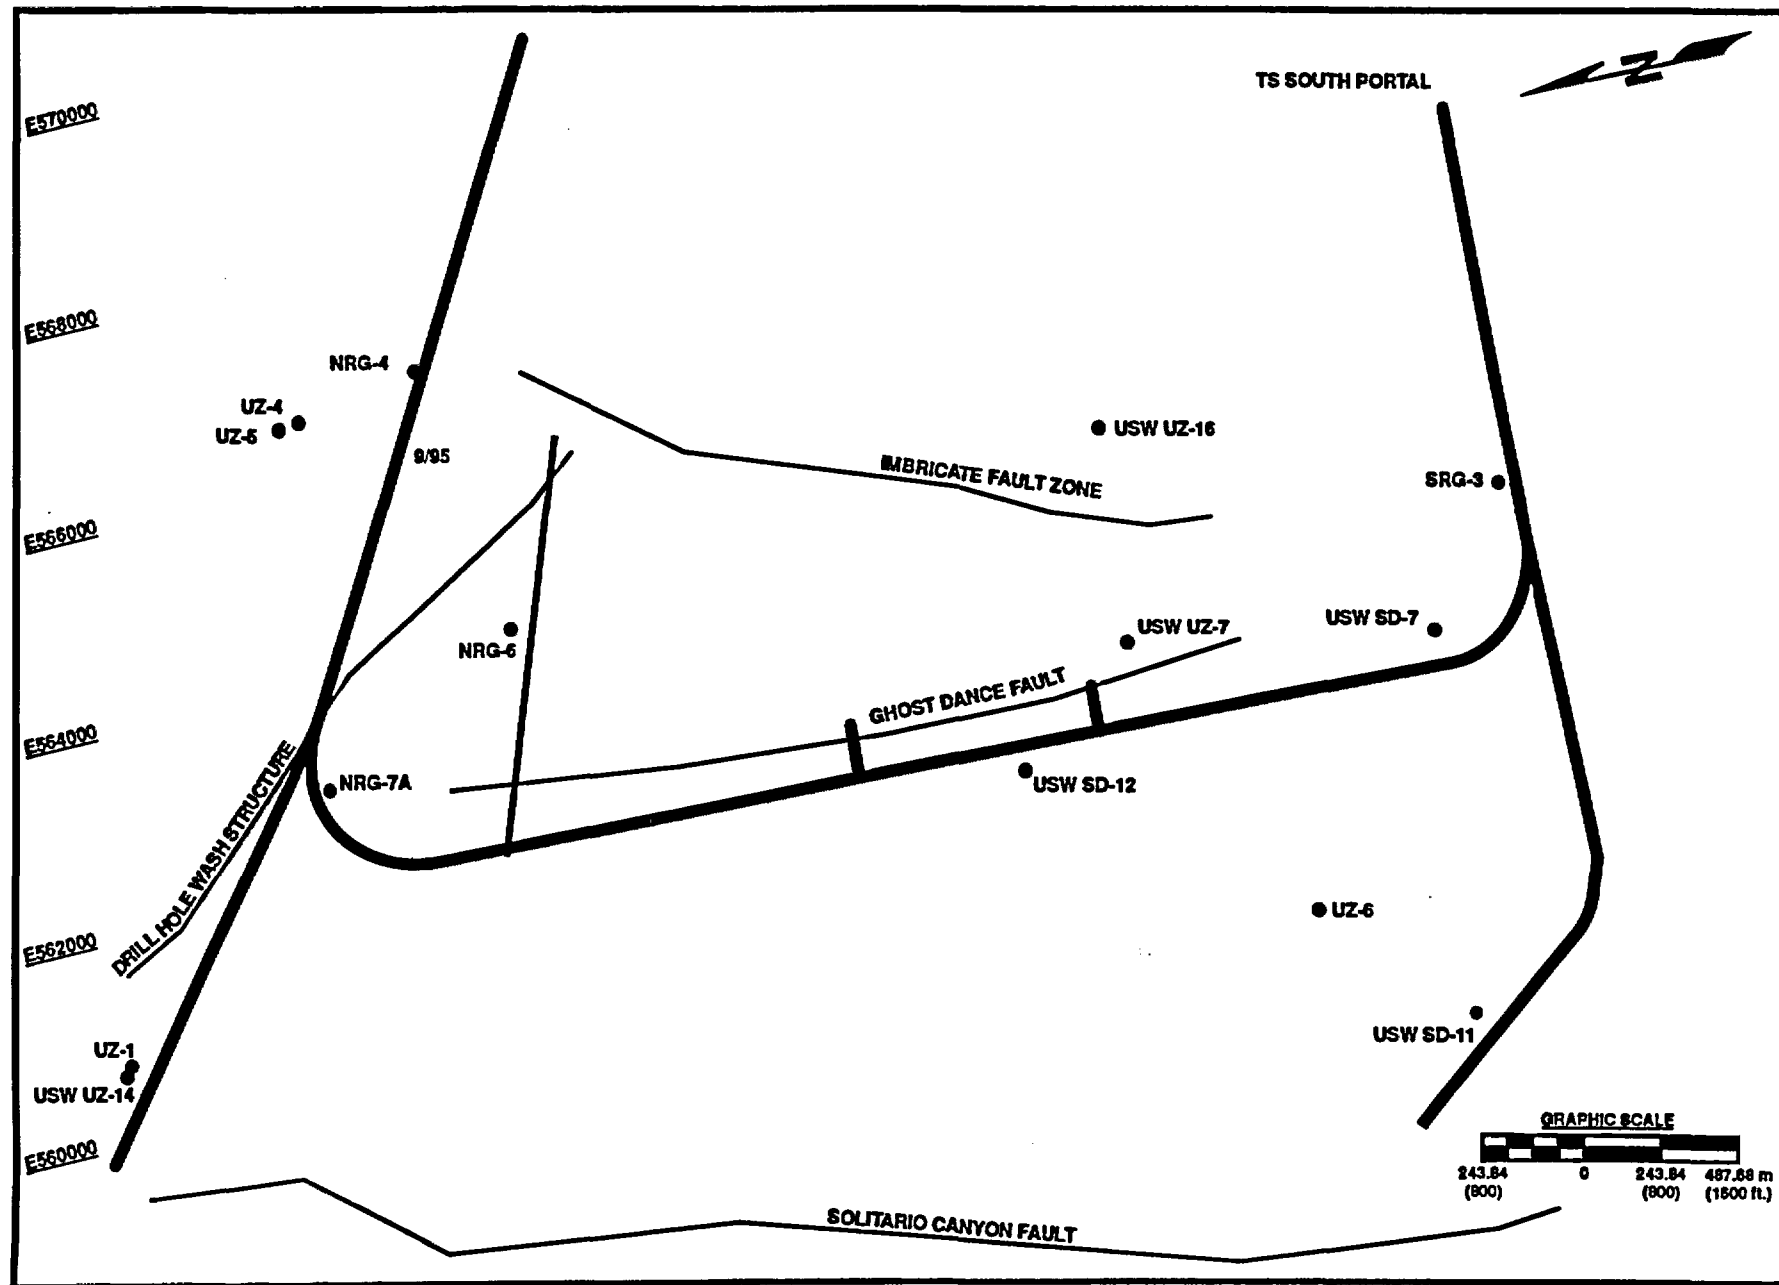 TS SOUTH PORTAL
N
E570000
E568000
NRG-4
UZ-4
UZ-5
9/95
USW UZ-16
IMBRICATE FAULT ZONE
SRG-3
E566000
NRG-6
USW UZ-7
USW SD-7
GHOST DANCE FAULT
E564000
DRILL HOLE WASH STRUCTURE
NRG-7A
USW SD-12
UZ-6
E562000
USW SD-11
UZ-1
USW UZ-14
E560000
GRAPHIC SCALE
243.84 0 243.84 487.68 m
(800) (800) (1600 ft.)
SOLITARIO CANYON FAULT